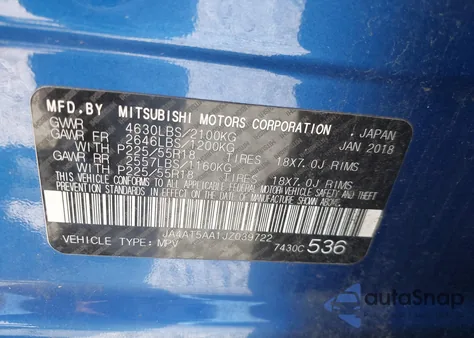 MFD. BY MITSUBISHI MOTORS CORPORATION, JAPAN
GVWR 4630LBS/2100KG JAN 2018
GAWR FR 2646LBS/1200KG
WITH P225/55R18 TIRES 18X7.0J RIMS
GAWR RR 2557LBS/1160KG
WITH P225/55R18 TIRES 18X7.0J RIMS
THIS VEHICLE CONFORMS TO ALL APPLICABLE FEDERAL MOTOR VEHICLE SAFETY AND THEFT
PREVENTION STANDARDS IN EFFECT ON THE DATE OF MANUFACTURE SHOWN ABOVE.
JA4AT5AA1JZ039722
VEHICLE TYPE: MPV 7430C 536
autoSnap